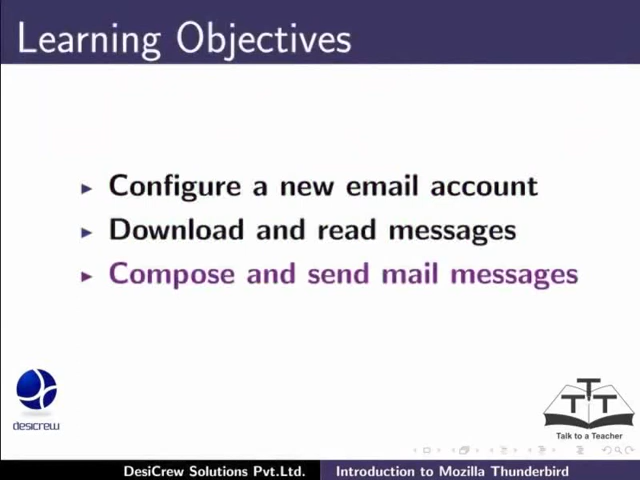 Learning Objectives
Configure a new email account
Download and read messages
Compose and send mail messages
desicrew
TTT
Talk to a Teacher
DesiCrew Solutions Pvt.Ltd. Introduction to Mozilla Thunderbird